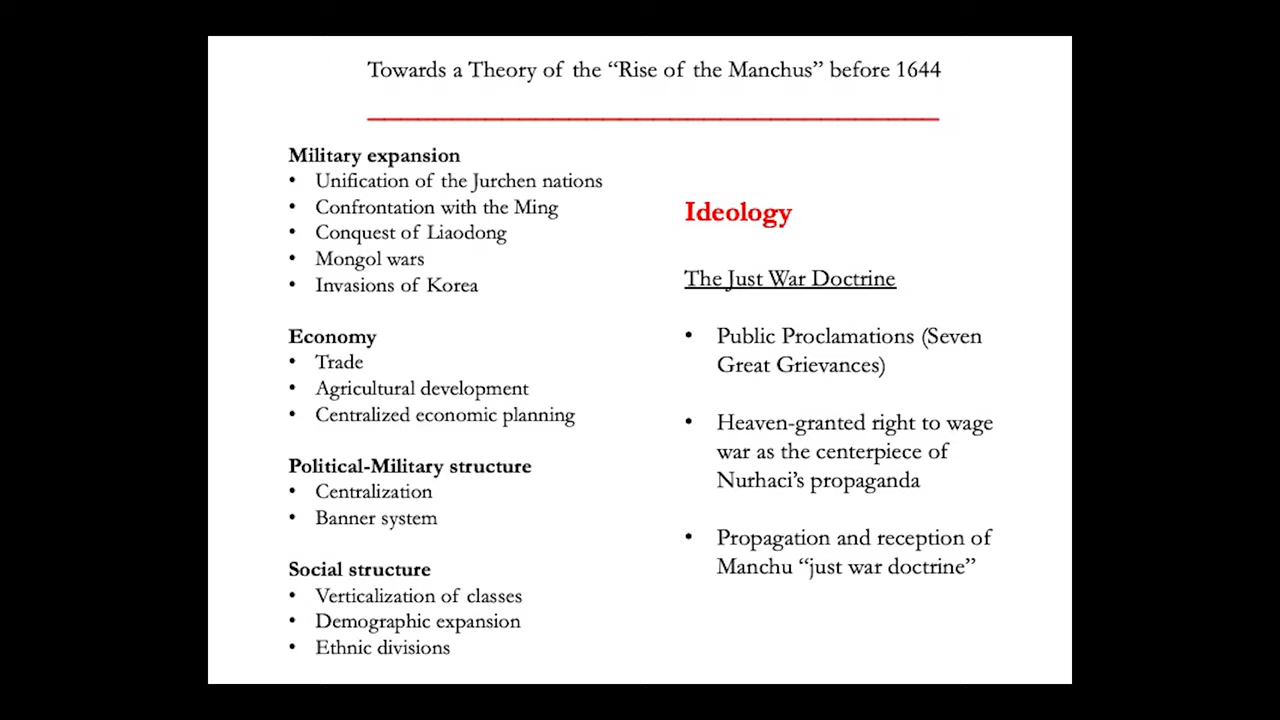 Towards a Theory of the “Rise of the Manchus” before 1644
Military expansion
• Unification of the Jurchen nations
• Confrontation with the Ming
• Conquest of Liaodong
• Mongol wars
• Invasions of Korea
Economy
• Trade
• Agricultural development
• Centralized economic planning
Political-Military structure
• Centralization
• Banner system
Social structure
• Verticalization of classes
• Demographic expansion
• Ethnic divisions
Ideology
The Just War Doctrine
• Public Proclamations (Seven
Great Grievances)
• Heaven-granted right to wage
war as the centerpiece of
Nurhaci’s propaganda
• Propagation and reception of
Manchu “just war doctrine”